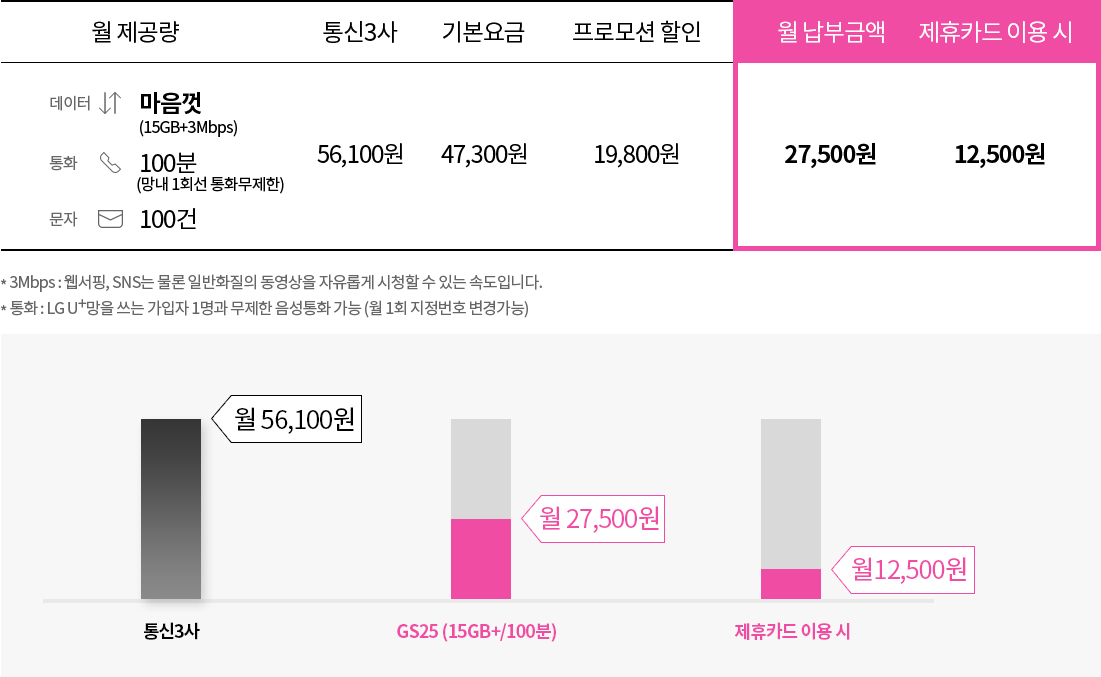 월 제공량 통신3사 기본요금 프로모션 할인 월 납부금액 제휴카드 이용 시
데이터 마음껏
(15GB+3Mbps)
통화 100분
(망내 1회선 통화무제한)
문자 100건
56,100원 47,300원 19,800원 27,500원 12,500원
* 3Mbps : 웹서핑, SNS는 물론 일반화질의 동영상을 자유롭게 시청할 수 있는 속도입니다.
* 통화 : LG U+망을 쓰는 가입자 1명과 무제한 음성통화 가능 (월 1회 지정번호 변경가능)
월 56,100원
월 27,500원
월12,500원
통신3사 GS25 (15GB+/100분) 제휴카드 이용 시